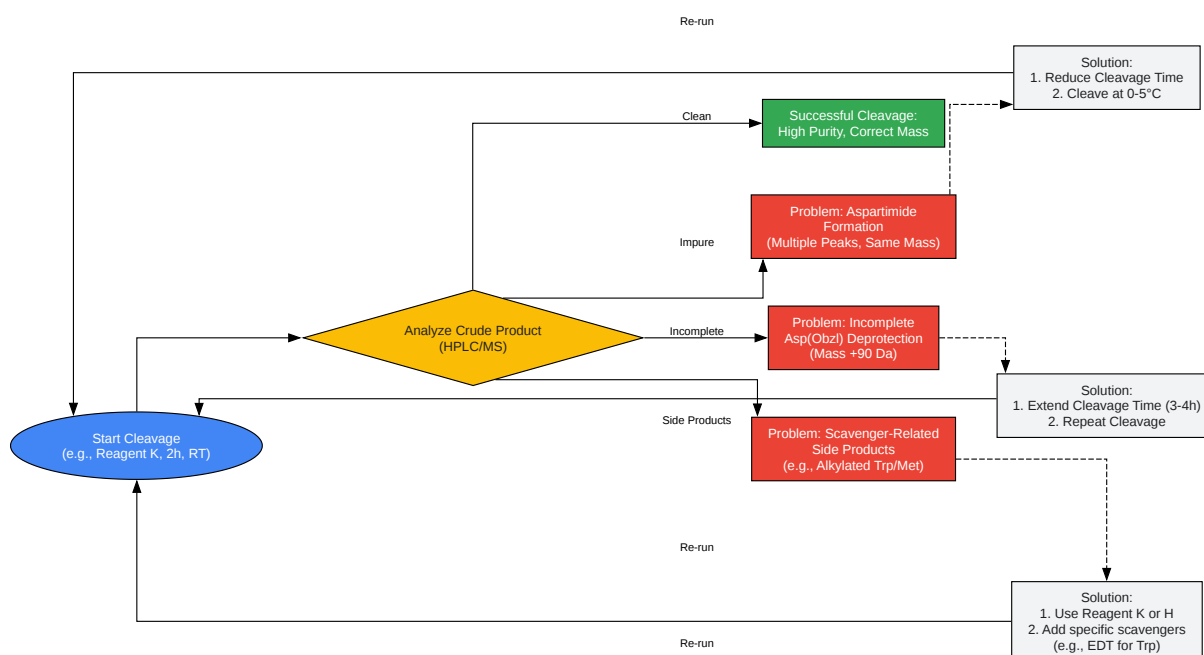 Re-run
Solution:
1. Reduce Cleavage Time
2. Cleave at 0-5°C
Clean
Successful Cleavage:
High Purity, Correct Mass
Problem: Aspartimide
Formation
(Multiple Peaks, Same Mass)
Impure
Analyze Crude Product
(HPLC/MS)
Incomplete
Problem: Incomplete
Asp(Obzl) Deprotection
(Mass +90 Da)
Solution:
1. Extend Cleavage Time (3-4h)
2. Repeat Cleavage
Side Products
Start Cleavage
(e.g., Reagent K, 2h, RT)
Problem: Scavenger-Related
Side Products
(e.g., Alkylated Trp/Met)
Re-run
Solution:
1. Use Reagent K or H
2. Add specific scavengers
(e.g., EDT for Trp)
Re-run